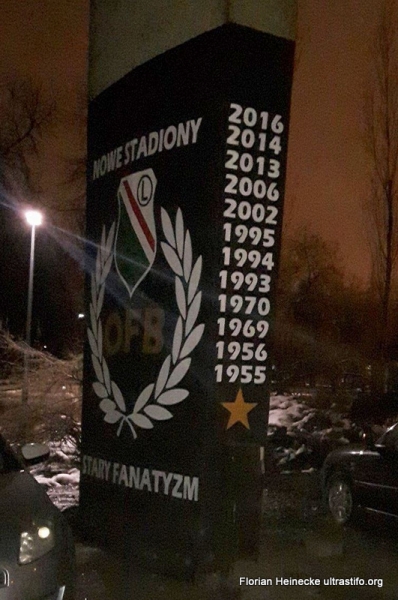 NOWE STADIONY
L
OFB
STARY FANATYZM
2016
2014
2013
2006
2002
1995
1994
1993
1970
1969
1956
1955
Florian Heinecke ultrastifo.org